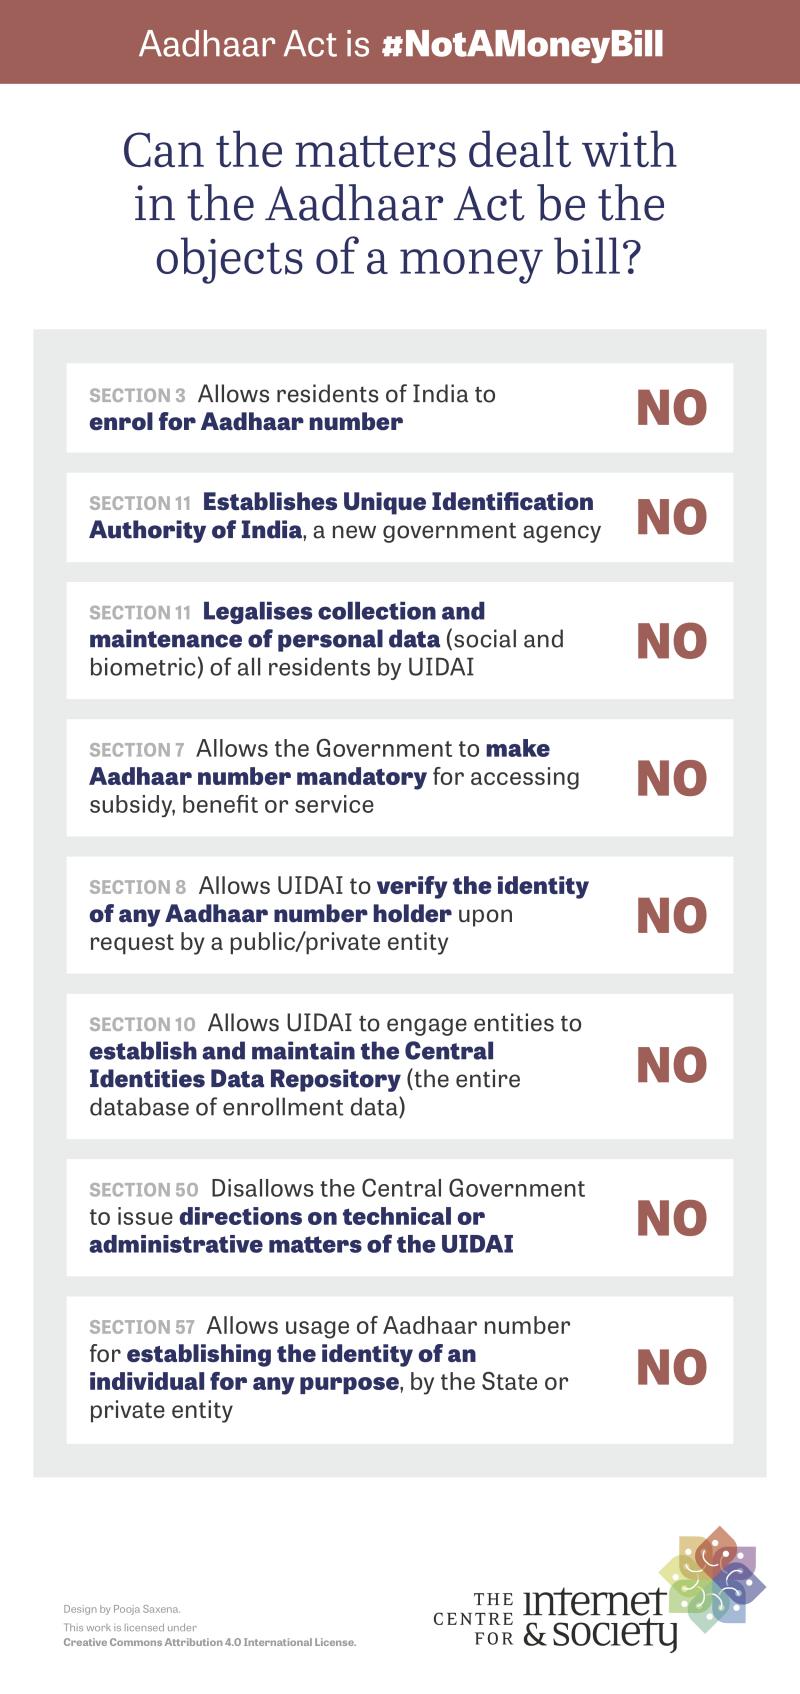 Aadhaar Act is #NotAMoneyBill
Can the matters dealt with
in the Aadhaar Act be the
objects of a money bill?
SECTION 3 Allows residents of India to
enrol for Aadhaar number
NO
SECTION 11 Establishes Unique Identification
Authority of India, a new government agency
NO
SECTION 11 Legalises collection and
maintenance of personal data (social and
biometric) of all residents by UIDAI
NO
SECTION 7 Allows the Government to make
Aadhaar number mandatory for accessing
subsidy, benefit or service
NO
SECTION 8 Allows UIDAI to verify the identity
of any Aadhaar number holder upon
request by a public/private entity
NO
SECTION 10 Allows UIDAI to engage entities to
establish and maintain the Central
Identities Data Repository (the entire
database of enrollment data)
NO
SECTION 50 Disallows the Central Government
to issue directions on technical or
administrative matters of the UIDAI
NO
SECTION 57 Allows usage of Aadhaar number
for establishing the identity of an
individual for any purpose, by the State or
private entity
NO
Design by Pooja Saxena.
This work is licensed under
Creative Commons Attribution 4.0 International License.
THE
CENTRE
FOR
internet
& society